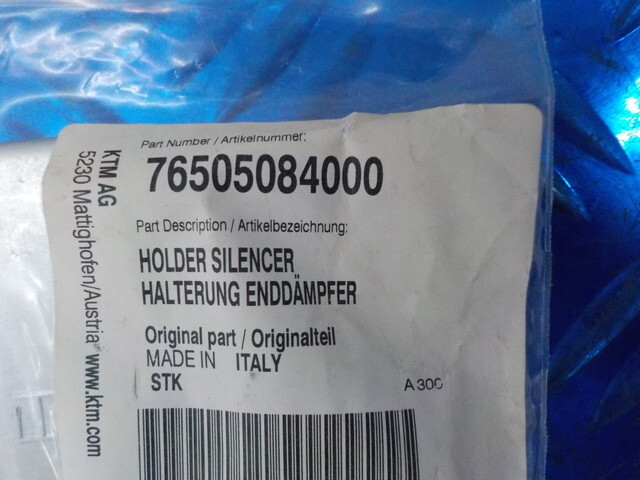 Part Number / Artikelnummer:
76505084000
Part Description / Artikelbezeichnung:
HOLDER SILENCER
HALTERUNG ENDDÄMPFER
Original part / Originalteil
MADE IN ITALY
STK A 30C
KTM AG
5230 Mattighofen/Austria www.ktm.com